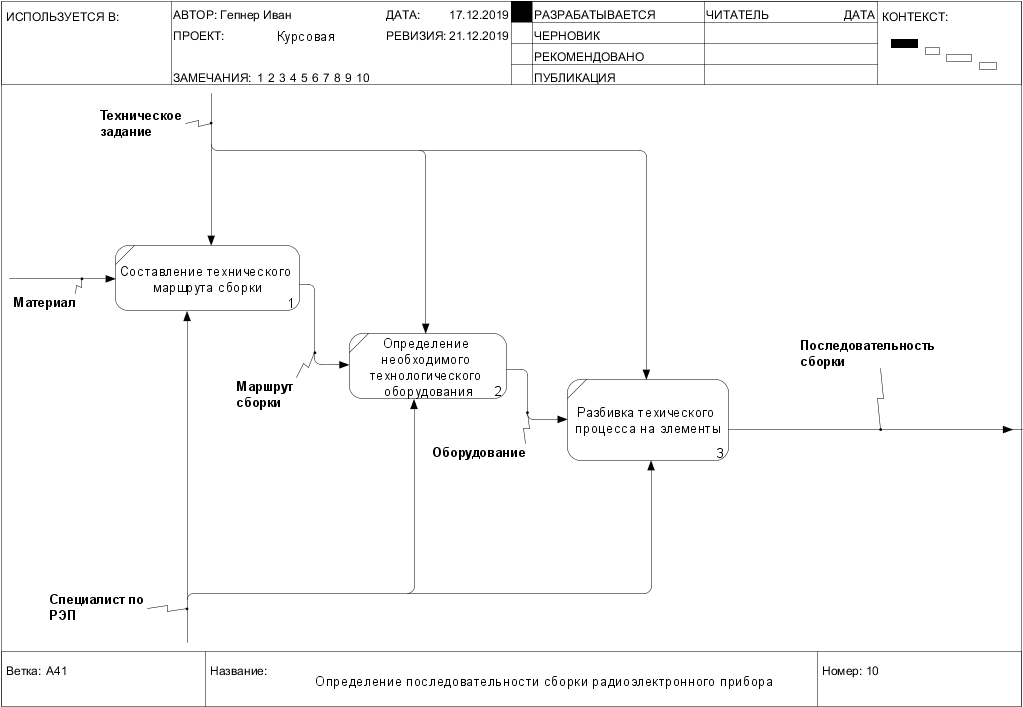 ИСПОЛЬЗУЕТСЯ В:
АВТОР: Гепнер Иван
ДАТА: 17.12.2019
РАЗРАБАТЫВАЕТСЯ
ЧИТАТЕЛЬ
ДАТА
КОНТЕКСТ:
ПРОЕКТ: Курсовая
РЕВИЗИЯ: 21.12.2019
ЧЕРНОВИК
РЕКОМЕНДОВАНО
ЗАМЕЧАНИЯ: 1 2 3 4 5 6 7 8 9 10
ПУБЛИКАЦИЯ
Техническое
задание
Составление технического
маршрута сборки
1
Материал
Определение
необходимого
технологического
оборудования
2
Маршрут
сборки
Последовательность
сборки
Разбивка техического
процесса на элементы
3
Оборудование
Специалист по
РЭП
Ветка: A41
Название:
Определение последовательности сборки радиоэлектронного прибора
Номер: 10